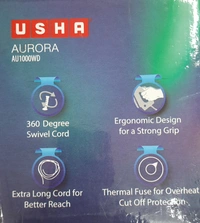 USHA
AURORA
AU1000WD
360 Degree
Swivel Cord
Ergonomic Design
for a Strong Grip
Extra Long Cord for
Better Reach
Thermal Fuse for Overheat
Cut Off Protection